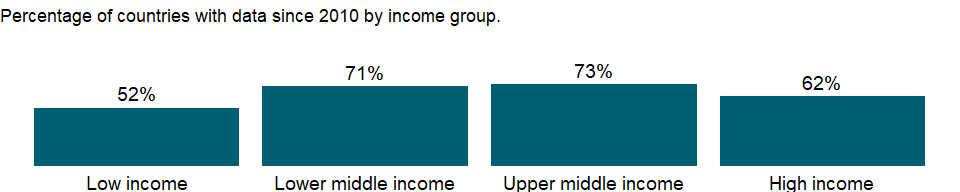 Percentage of countries with data since 2010 by income group.
52%
71%
73%
62%
Low income
Lower middle income
Upper middle income
High income